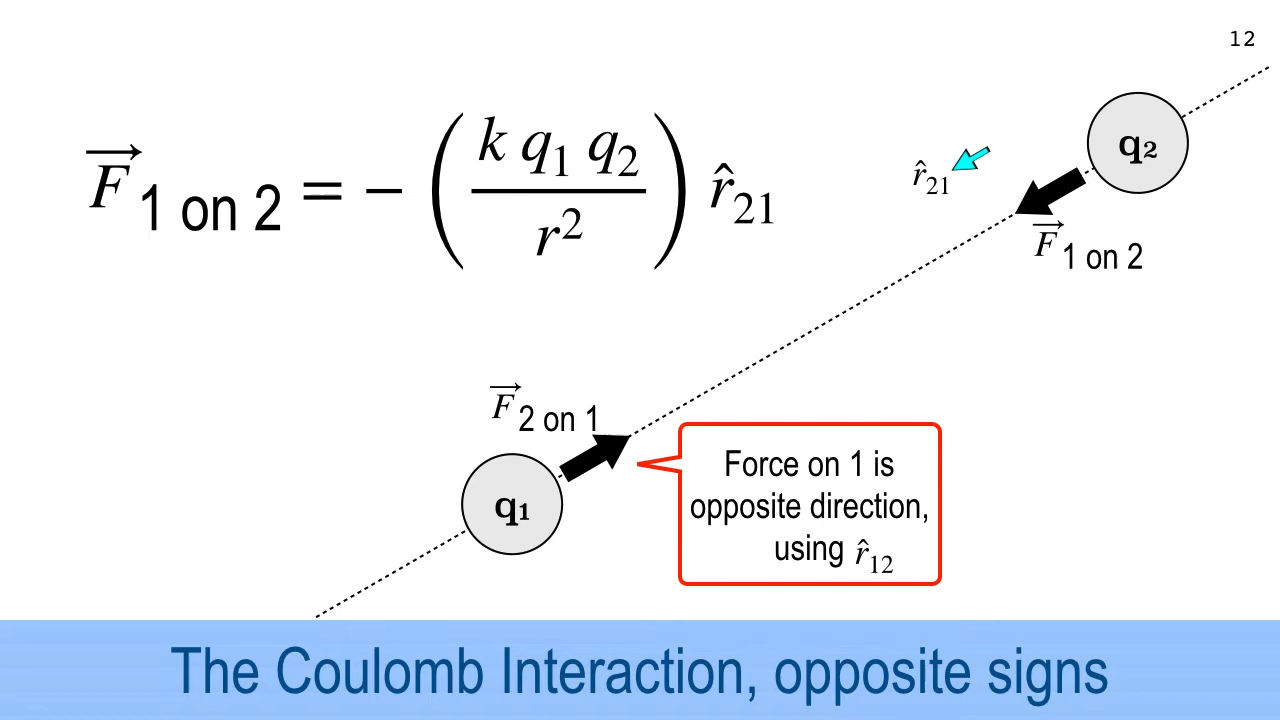 12
F⃗ 1 on 2 = − ( k q₁ q₂ / r² ) r̂₂₁
q₂
r̂₂₁
F⃗ 1 on 2
F⃗ 2 on 1
q₁
Force on 1 is
opposite direction,
using r̂₁₂
The Coulomb Interaction, opposite signs